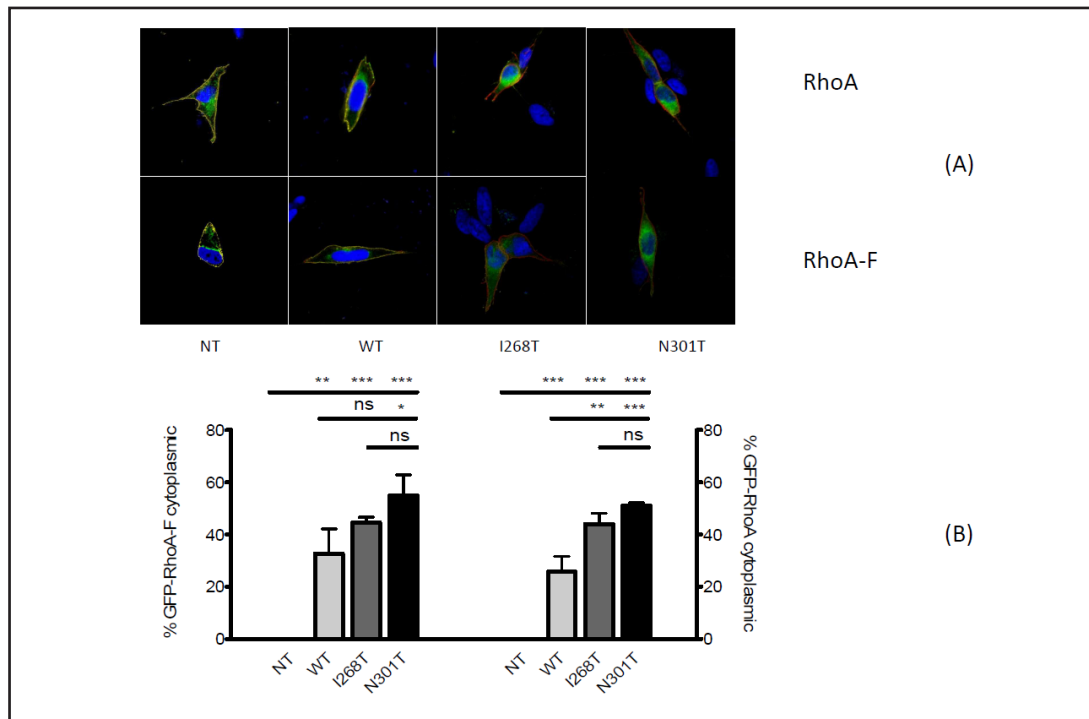 RhoA
(A)
RhoA-F
NT WT I268T N301T
** *** *** *** *** ***
ns * ** ***
ns ns
80 80
60 60
40 40
20 20
0 0
% GFP-RhoA-F cytoplasmic
% GFP-RhoA cytoplasmic
(B)
NT WT I268T N301T NT WT I268T N301T